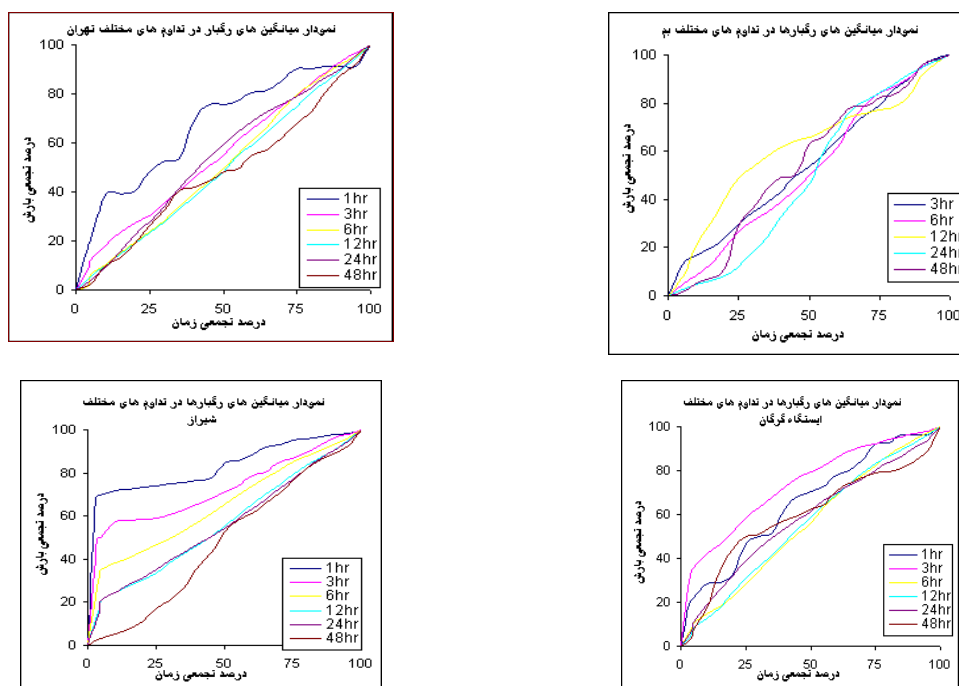 نمودار میانگین های رگبار در تداوم های مختلف تهران
درصد تجمعی بارش
100
80
60
40
20
0
0 25 50 75 100
درصد تجمعی زمان
1hr
3hr
6hr
12hr
24hr
48hr
نمودار میانگین های رگبارها در تداوم های مختلف بم
درصد تجمعی بارش
100
80
60
40
20
0
0 25 50 75 100
درصد تجمعی زمان
3hr
6hr
12hr
24hr
48hr
نمودار میانگین های رگبارها در تداوم های مختلف
شیراز
درصد تجمعی بارش
100
80
60
40
20
0
0 25 50 75 100
درصد تجمعی زمان
1hr
3hr
6hr
12hr
24hr
48hr
نمودار میانگین های رگبارها در تداوم های مختلف
ایستگاه گرگان
درصد تجمعی بارش
100
80
60
40
20
0
0 25 50 75 100
درصد تجمعی زمان
1hr
3hr
6hr
12hr
24hr
48hr